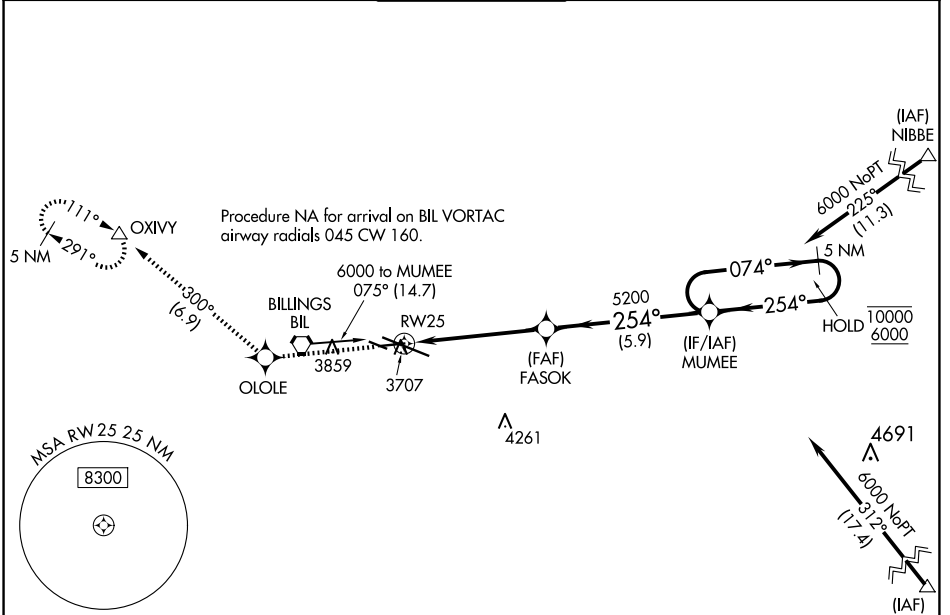 (IAF)
NIBBE
6000 NoPT
225°
(11.3)
111°
OXIVY
291°
5 NM
Procedure NA for arrival on BIL VORTAC
airway radials 045 CW 160.
5 NM
074°
6000 to MUMEE
075° (14.7)
300°
(6.9)
BILLINGS
BIL
RW25
5200
254°
(5.9)
254°
HOLD
10000
6000
3859
3707
(FAF)
FASOK
(IF/IAF)
MUMEE
OLOLE
4261
4691
MSA RW25 25 NM
8300
6000 NoPT
312°
(17.4)
(IAF)